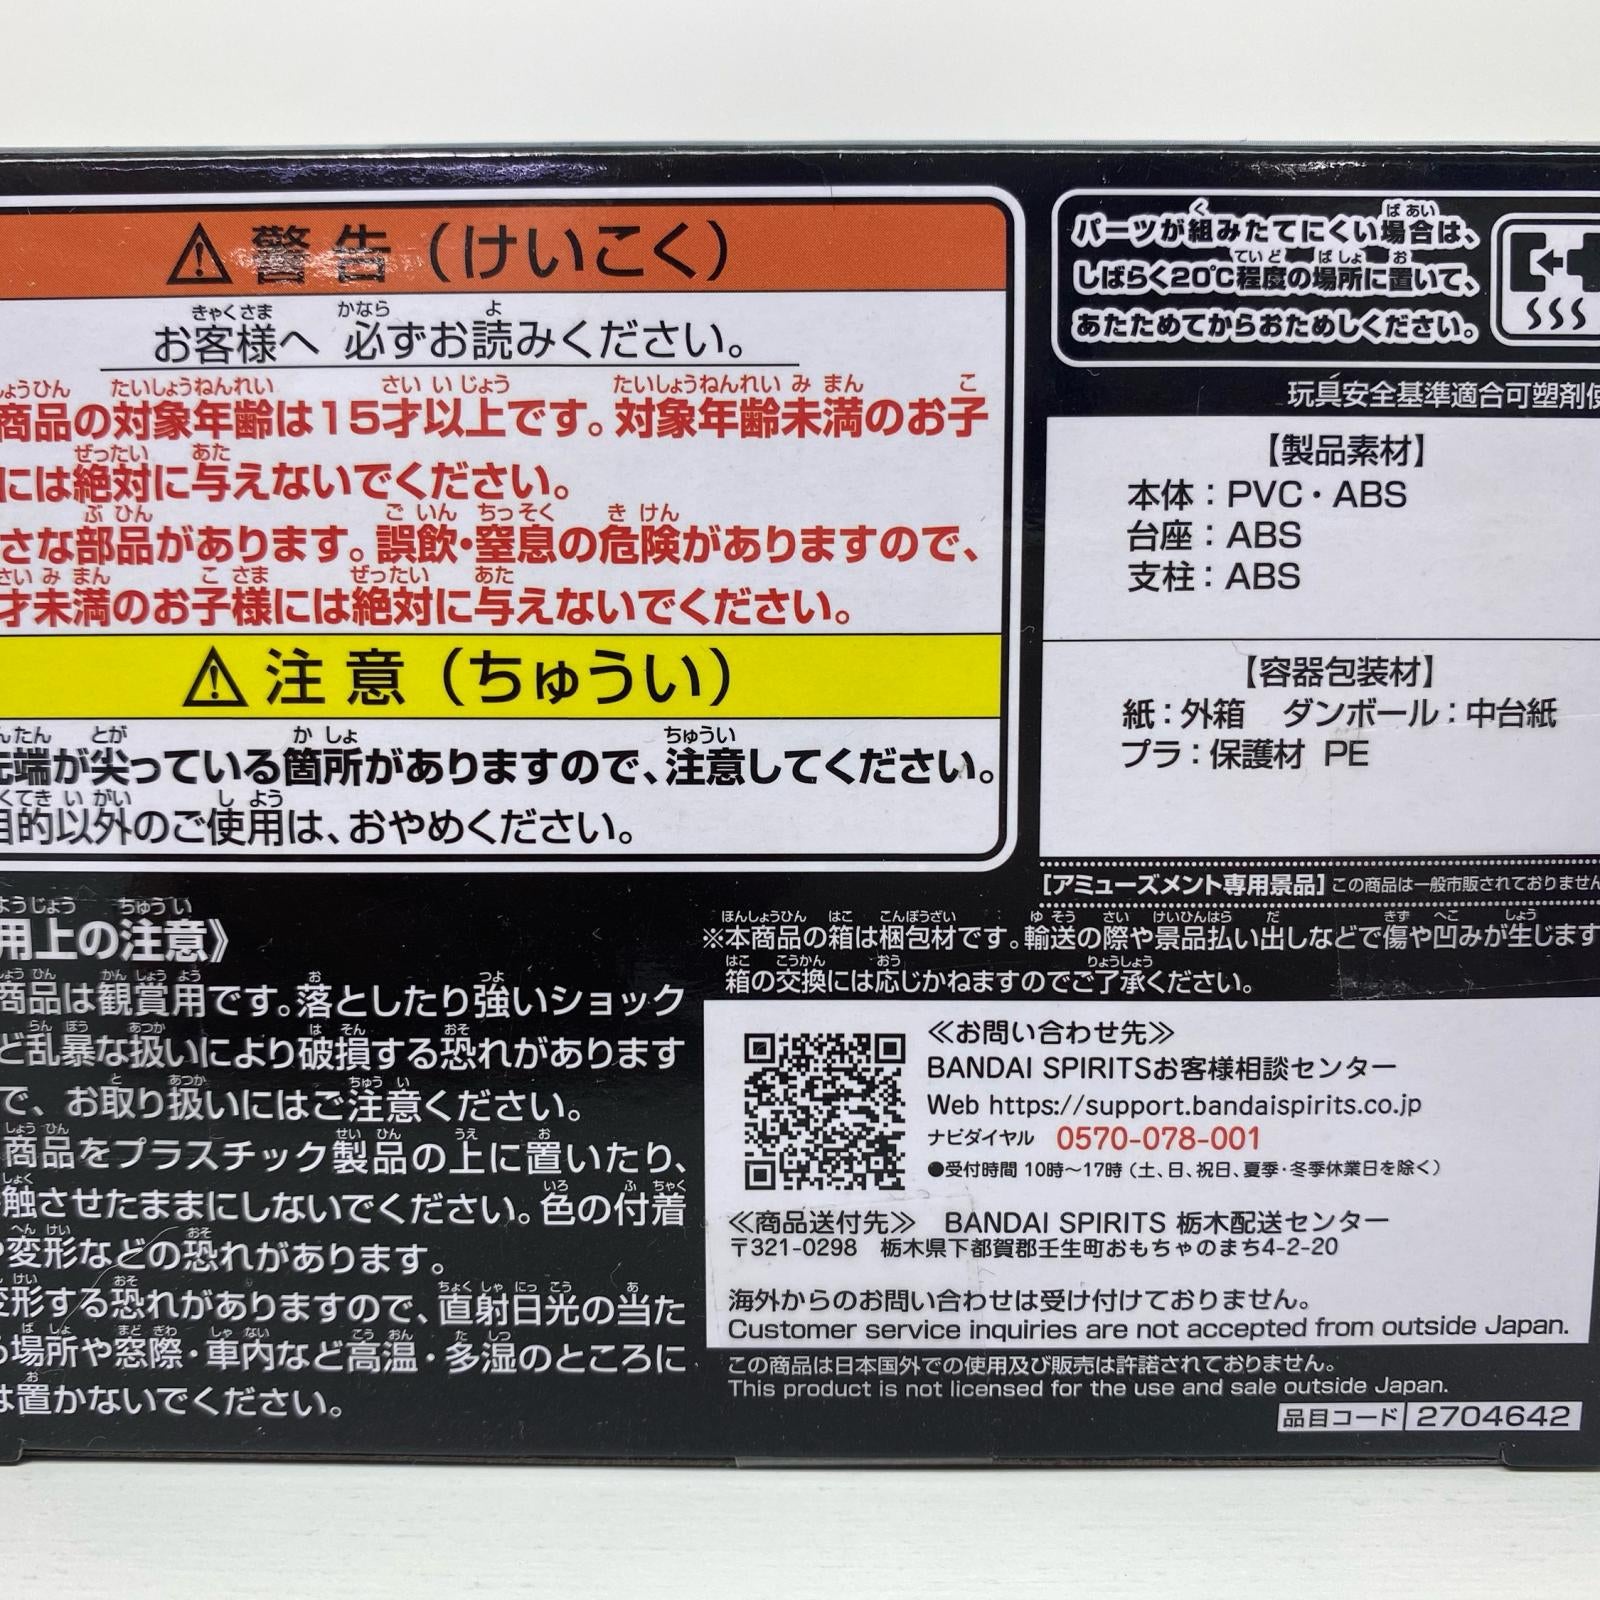 ⚠警告（けいこく）
お客様へ 必ずお読みください。
商品の対象年齢は15才以上です。対象年齢未満のお子
には絶対に与えないでください。
さな部品があります。誤飲・窒息の危険がありますので、
才未満のお子様には絶対に与えないでください。
⚠注意（ちゅうい）
先端が尖っている箇所がありますので、注意してください。
目的以外のご使用は、おやめください。
用上の注意》
商品は観賞用です。落としたり強いショック
ど乱暴な扱いにより破損する恐れがあります
で、お取り扱いにはご注意ください。
商品をプラスチック製品の上に置いたり、
触させたままにしないでください。色の付着
や変形などの恐れがあります。
変形する恐れがありますので、直射日光の当た
る場所や窓際・車内など高温・多湿のところに
は置かないでください。
パーツが組みたてにくい場合は、
しばらく20℃程度の場所に置いて、
あたためてからおためしください。
玩具安全基準適合可塑剤使
【製品素材】
本体：PVC・ABS
台座：ABS
支柱：ABS
【容器包装材】
紙：外箱 ダンボール：中台紙
プラ：保護材 PE
［アミューズメント専用景品］この商品は一般市販されておりません
※本商品の箱は梱包材です。輸送の際や景品払い出しなどで傷や凹みが生じます
箱の交換には応じかねますのでご了承ください。
≪お問い合わせ先≫
BANDAI SPIRITSお客様相談センター
Web https://support.bandaispirits.co.jp
ナビダイヤル 0570-078-001
●受付時間 10時～17時（土、日、祝日、夏季・冬季休業日を除く）
≪商品送付先≫ BANDAI SPIRITS 栃木配送センター
〒321-0298 栃木県下都賀郡壬生町おもちゃのまち4-2-20
海外からのお問い合わせは受け付けておりません。
Customer service inquiries are not accepted from outside Japan.
この商品は日本国外での使用及び販売は許諾されておりません。
This product is not licensed for the use and sale outside Japan.
品目コード 2704642